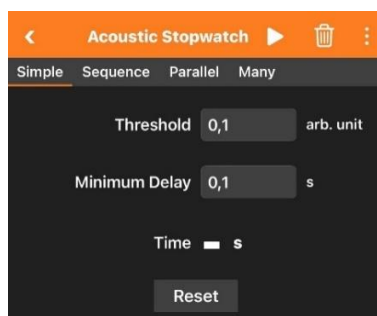 Acoustic Stopwatch
Simple Sequence Parallel Many
Threshold 0,1 arb. unit
Minimum Delay 0,1 s
Time – s
Reset